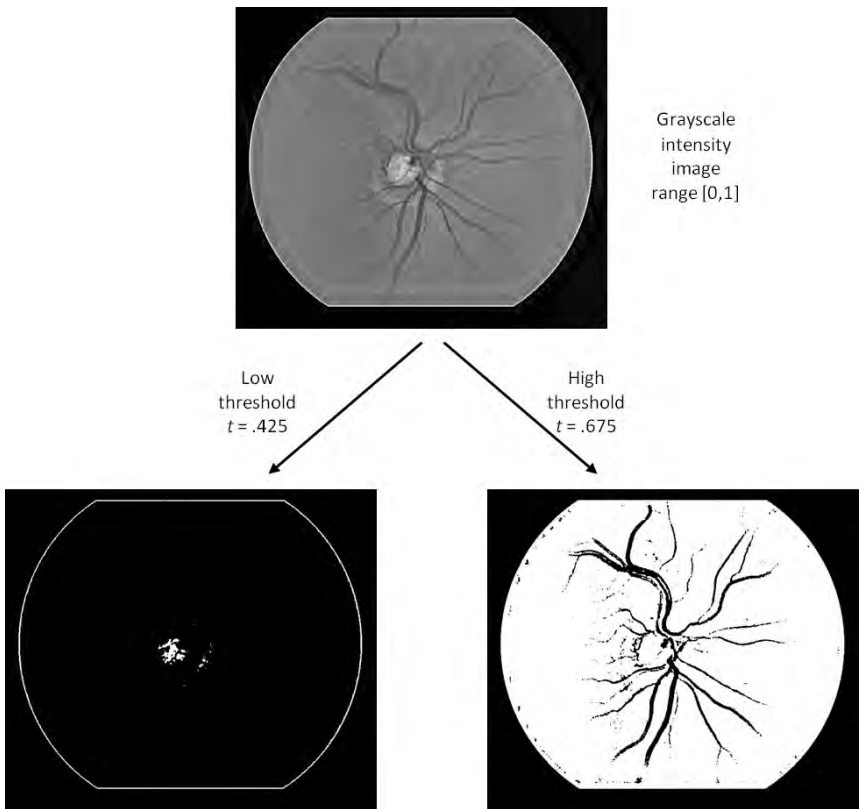 Grayscale
intensity
image
range [0,1]
Low
threshold
t = .425
High
threshold
t = .675